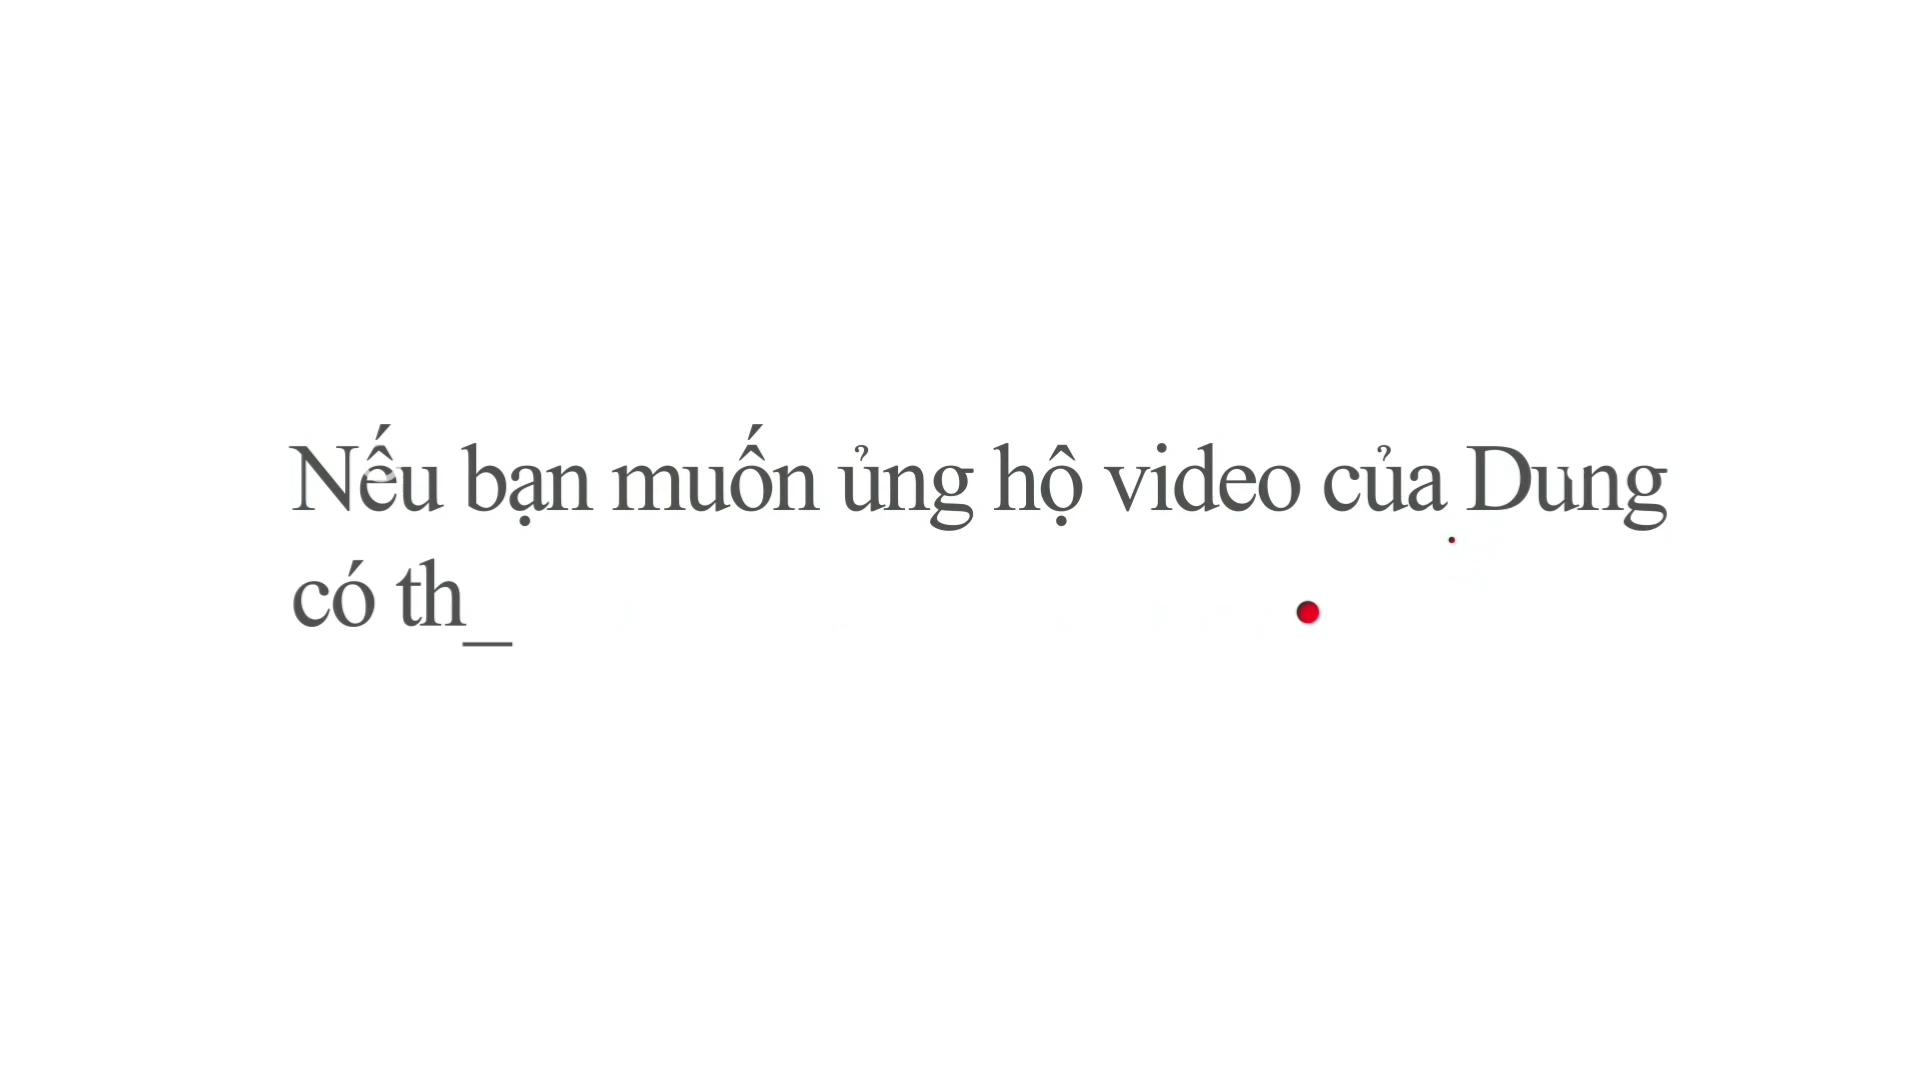 Nếu bạn muốn ủng hộ video của Dung
có th_